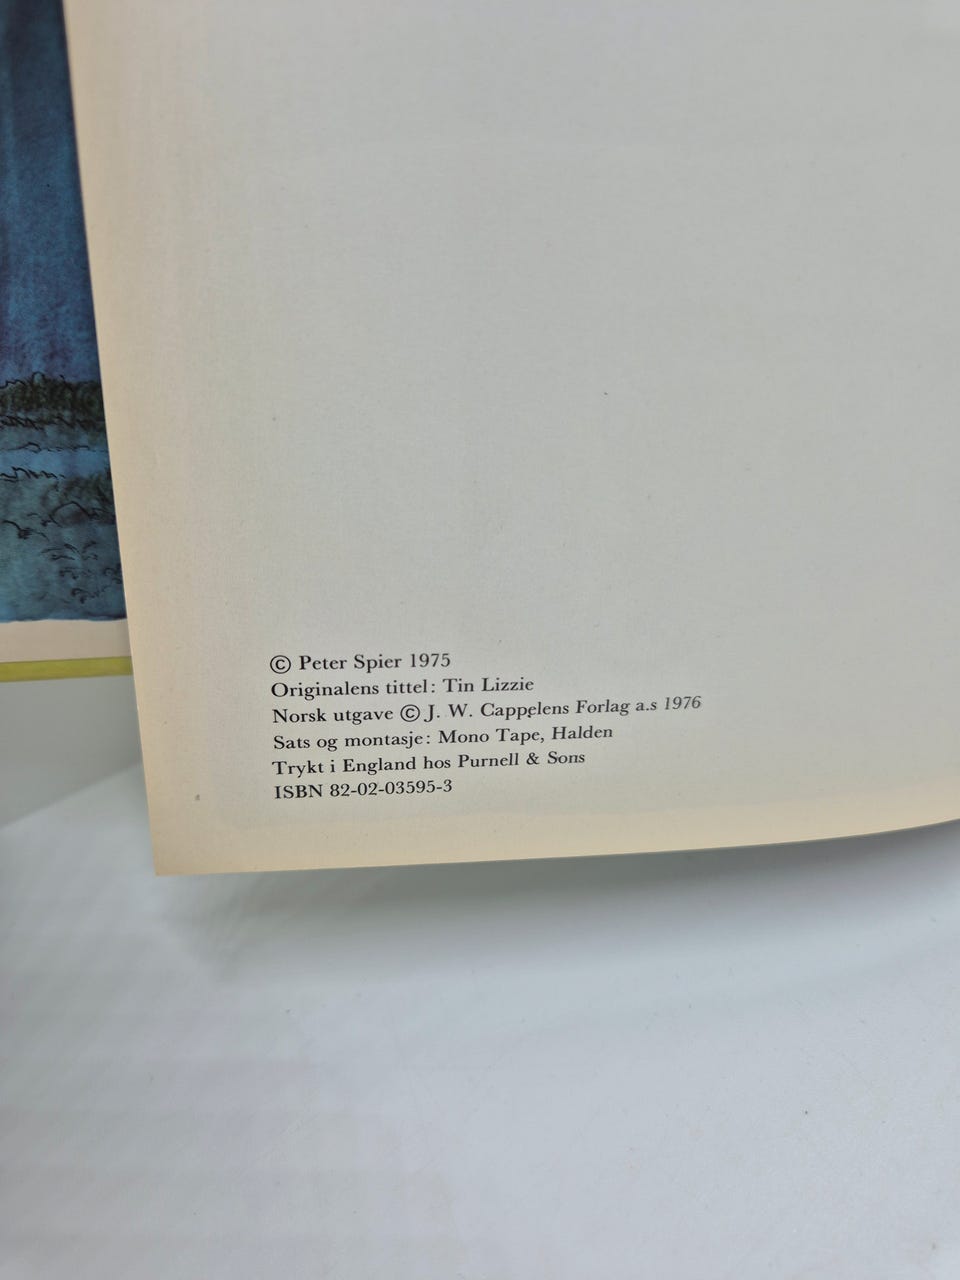 © Peter Spier 1975
Originalens tittel: Tin Lizzie
Norsk utgave © J. W. Cappelens Forlag a.s 1976
Sats og montasje: Mono Tape, Halden
Trykt i England hos Purnell & Sons
ISBN 82-02-03595-3